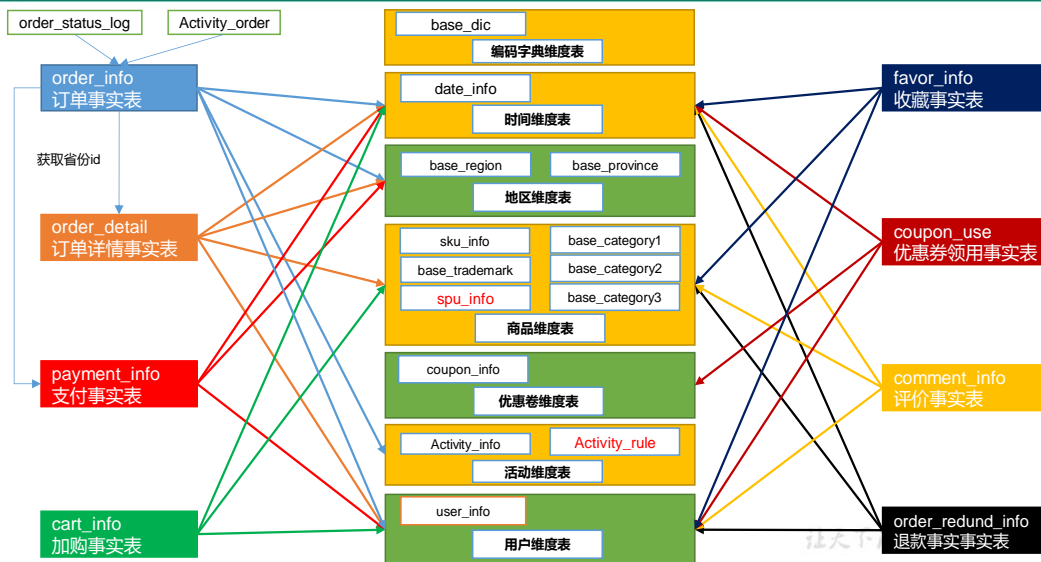 order_status_log
Activity_order
order_info
订单事实表
获取省份id
order_detail
订单详情事实表
payment_info
支付事实表
cart_info
加购事实表
base_dic
编码字典维度表
date_info
时间维度表
base_region
base_province
地区维度表
sku_info
base_category1
base_trademark
base_category2
spu_info
base_category3
商品维度表
coupon_info
优惠卷维度表
Activity_info
Activity_rule
活动维度表
user_info
用户维度表
favor_info
收藏事实表
coupon_use
优惠券领用事实表
comment_info
评价事实表
order_redund_info
退款事实事实表
让天下